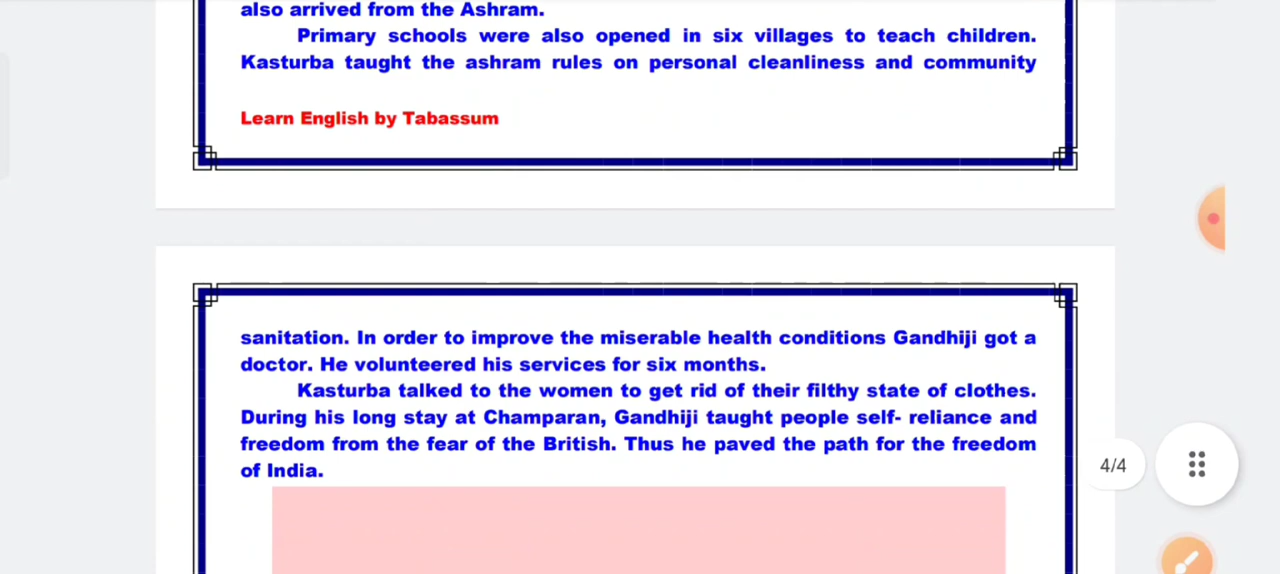 also arrived from the Ashram.
Primary schools were also opened in six villages to teach children.
Kasturba taught the ashram rules on personal cleanliness and community
Learn English by Tabassum
sanitation. In order to improve the miserable health conditions Gandhiji got a
doctor. He volunteered his services for six months.
Kasturba talked to the women to get rid of their filthy state of clothes.
During his long stay at Champaran, Gandhiji taught people self- reliance and
freedom from the fear of the British. Thus he paved the path for the freedom
of India.
4/4